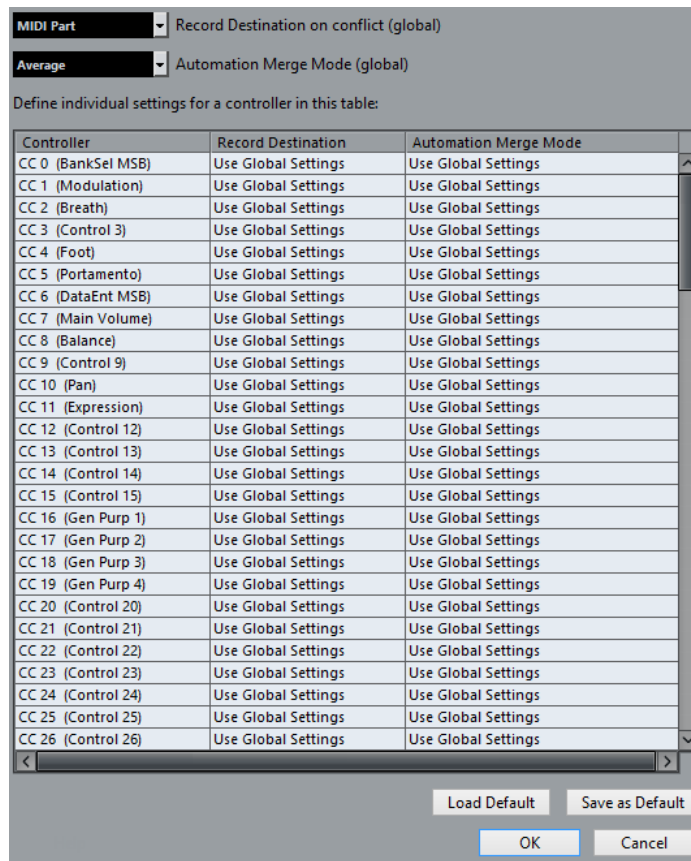 MIDI Part Record Destination on conflict (global)
Average Automation Merge Mode (global)
Define individual settings for a controller in this table:
Controller Record Destination Automation Merge Mode
CC 0 (BankSel MSB) Use Global Settings Use Global Settings
CC 1 (Modulation) Use Global Settings Use Global Settings
CC 2 (Breath) Use Global Settings Use Global Settings
CC 3 (Control 3) Use Global Settings Use Global Settings
CC 4 (Foot) Use Global Settings Use Global Settings
CC 5 (Portamento) Use Global Settings Use Global Settings
CC 6 (DataEnt MSB) Use Global Settings Use Global Settings
CC 7 (Main Volume) Use Global Settings Use Global Settings
CC 8 (Balance) Use Global Settings Use Global Settings
CC 9 (Control 9) Use Global Settings Use Global Settings
CC 10 (Pan) Use Global Settings Use Global Settings
CC 11 (Expression) Use Global Settings Use Global Settings
CC 12 (Control 12) Use Global Settings Use Global Settings
CC 13 (Control 13) Use Global Settings Use Global Settings
CC 14 (Control 14) Use Global Settings Use Global Settings
CC 15 (Control 15) Use Global Settings Use Global Settings
CC 16 (Gen Purp 1) Use Global Settings Use Global Settings
CC 17 (Gen Purp 2) Use Global Settings Use Global Settings
CC 18 (Gen Purp 3) Use Global Settings Use Global Settings
CC 19 (Gen Purp 4) Use Global Settings Use Global Settings
CC 20 (Control 20) Use Global Settings Use Global Settings
CC 21 (Control 21) Use Global Settings Use Global Settings
CC 22 (Control 22) Use Global Settings Use Global Settings
CC 23 (Control 23) Use Global Settings Use Global Settings
CC 24 (Control 24) Use Global Settings Use Global Settings
CC 25 (Control 25) Use Global Settings Use Global Settings
CC 26 (Control 26) Use Global Settings Use Global Settings
Load Default Save as Default
OK Cancel